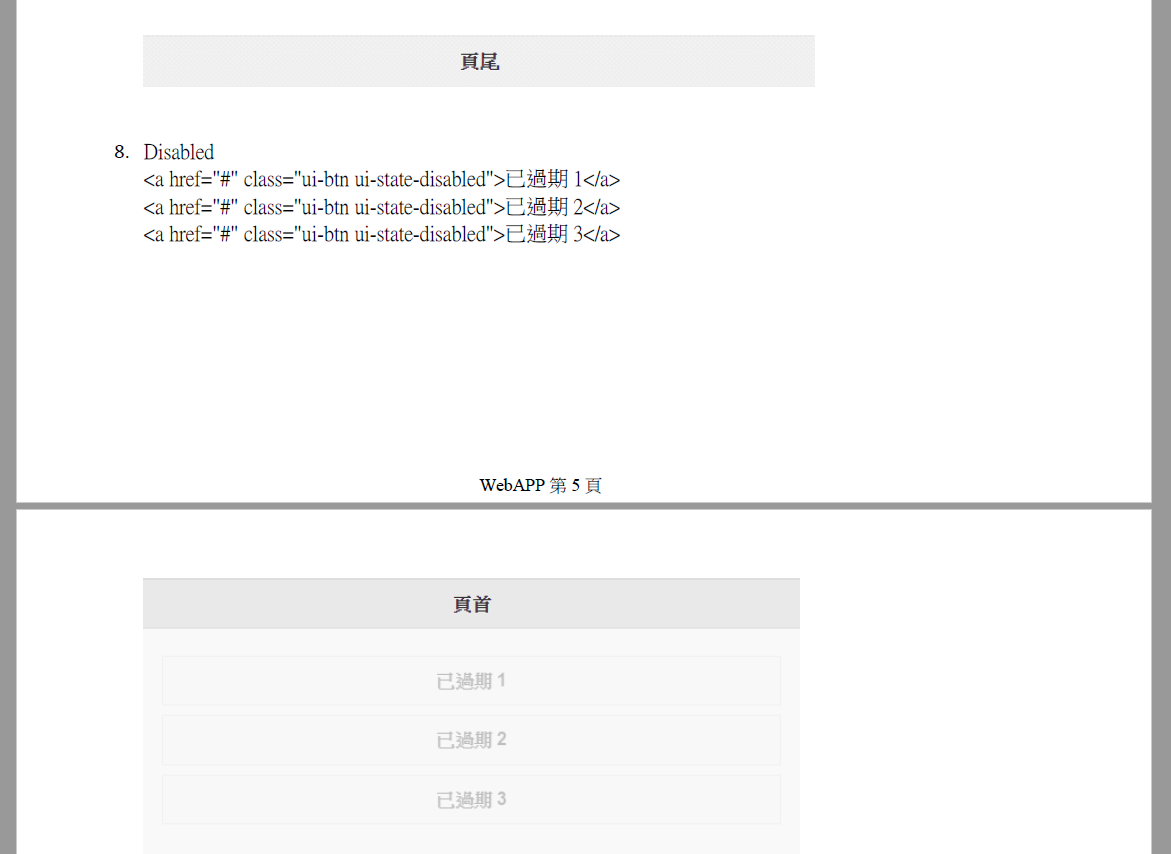 頁尾
8. Disabled
<a href="#" class="ui-btn ui-state-disabled">已過期 1</a>
<a href="#" class="ui-btn ui-state-disabled">已過期 2</a>
<a href="#" class="ui-btn ui-state-disabled">已過期 3</a>
WebAPP 第 5 頁
頁首
已過期 1
已過期 2
已過期 3